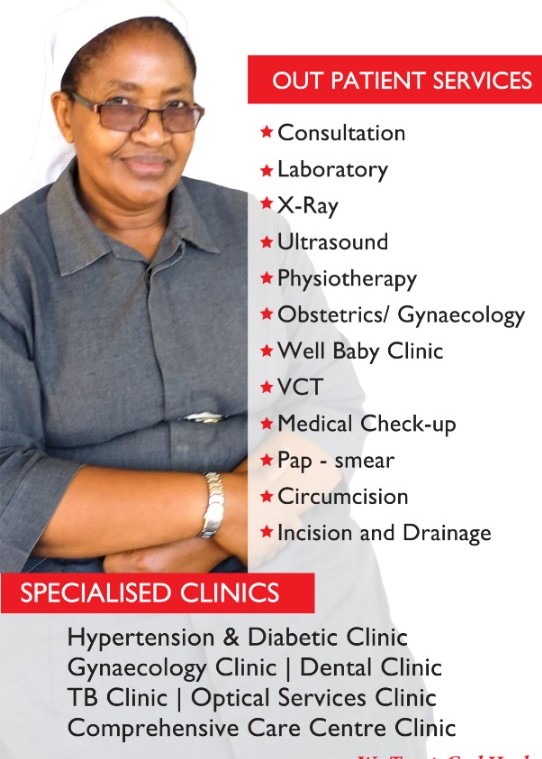 OUT PATIENT SERVICES
Consultation
Laboratory
X-Ray
Ultrasound
Physiotherapy
Obstetrics/ Gynaecology
Well Baby Clinic
VCT
Medical Check-up
Pap - smear
Circumcision
Incision and Drainage
SPECIALISED CLINICS
Hypertension & Diabetic Clinic
Gynaecology Clinic | Dental Clinic
TB Clinic | Optical Services Clinic
Comprehensive Care Centre Clinic